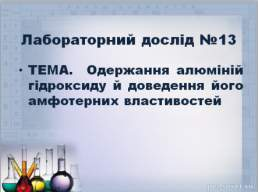 Лабораторний дослід №13
• ТЕМА. Одержання алюміній
гідроксиду й доведення його
амфотерних властивостей